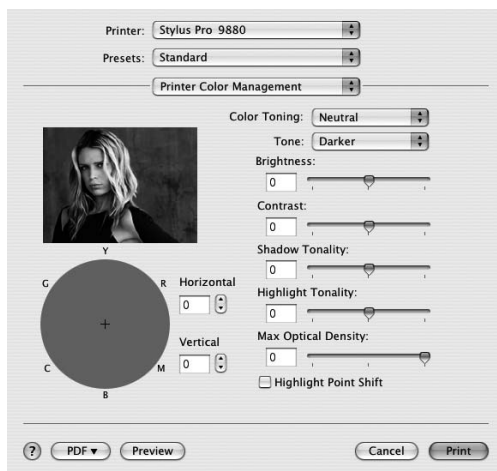 Printer: Stylus Pro 9880
Presets: Standard
Printer Color Management
Color Toning: Neutral
Tone: Darker
Brightness:
0
Contrast:
0
Shadow Tonality:
0
Highlight Tonality:
0
Max Optical Density:
0
Highlight Point Shift
Y
G R
C M
B
Horizontal
0
Vertical
0
? PDF ▼ Preview Cancel Print